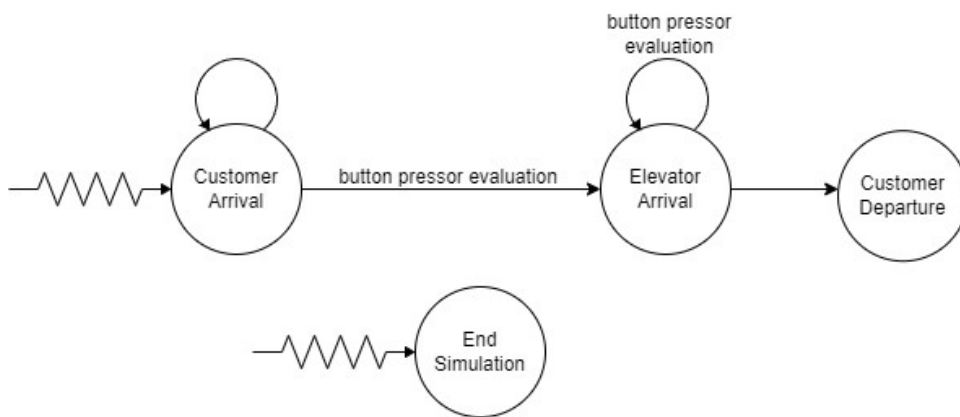 button pressor
evaluation
Customer
Arrival
button pressor evaluation
Elevator
Arrival
Customer
Departure
End
Simulation